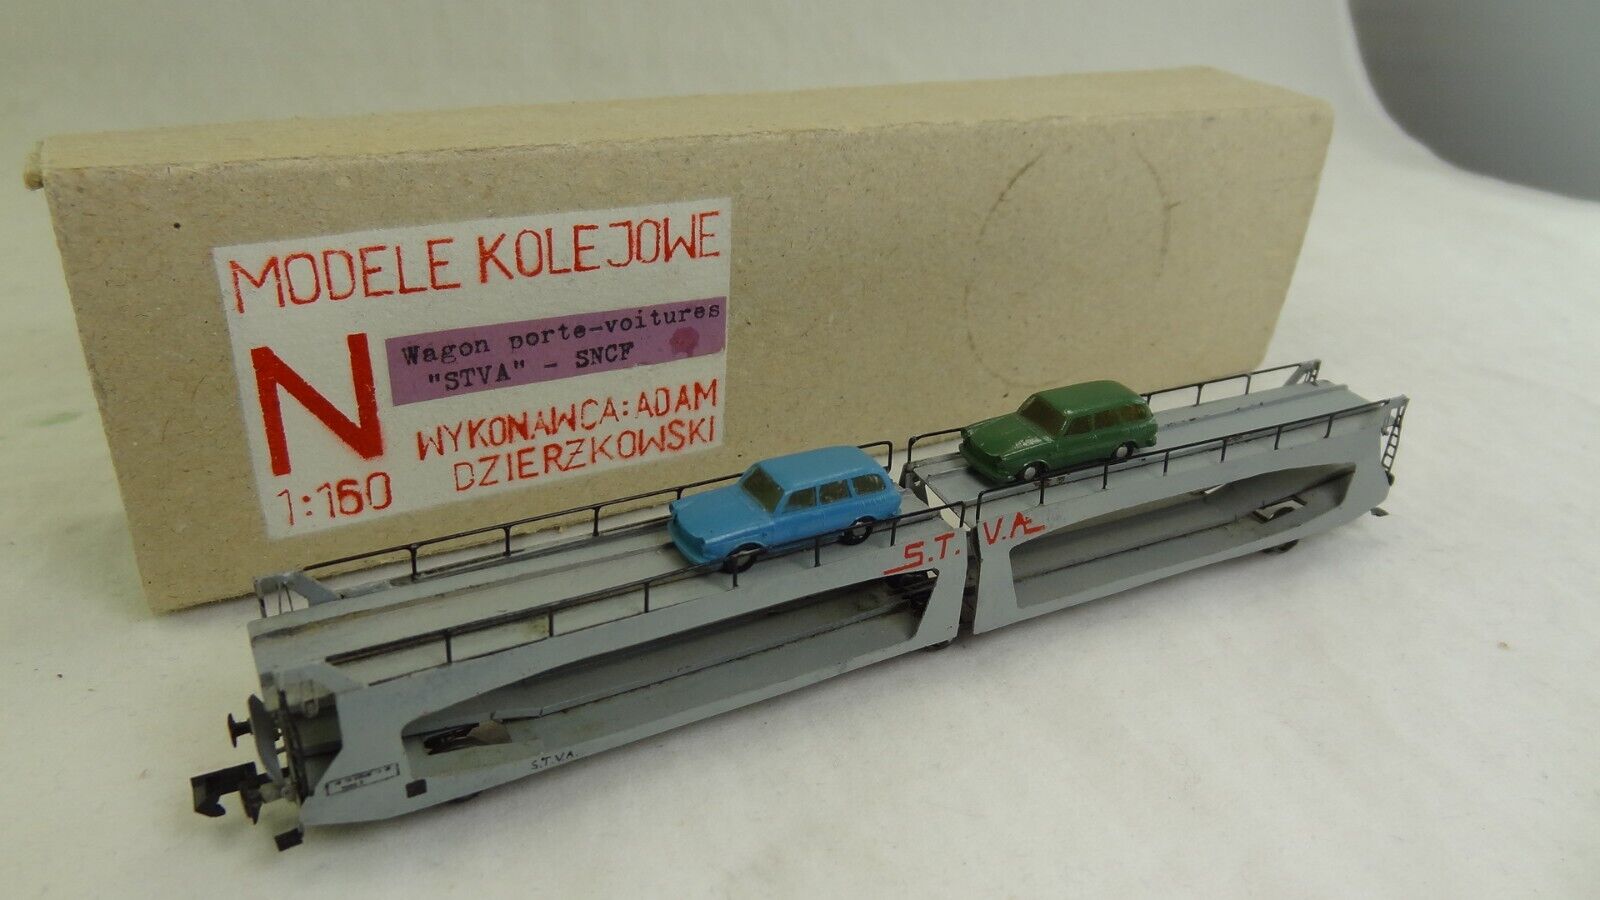 MODELE KOLEJOWE
N
Wagon porte-voitures
"STVA" - SNCF
1:160
WYKONAWCA: ADAM
DZIERZKOWSKI
S.T. V.A.
S.T.V.A.